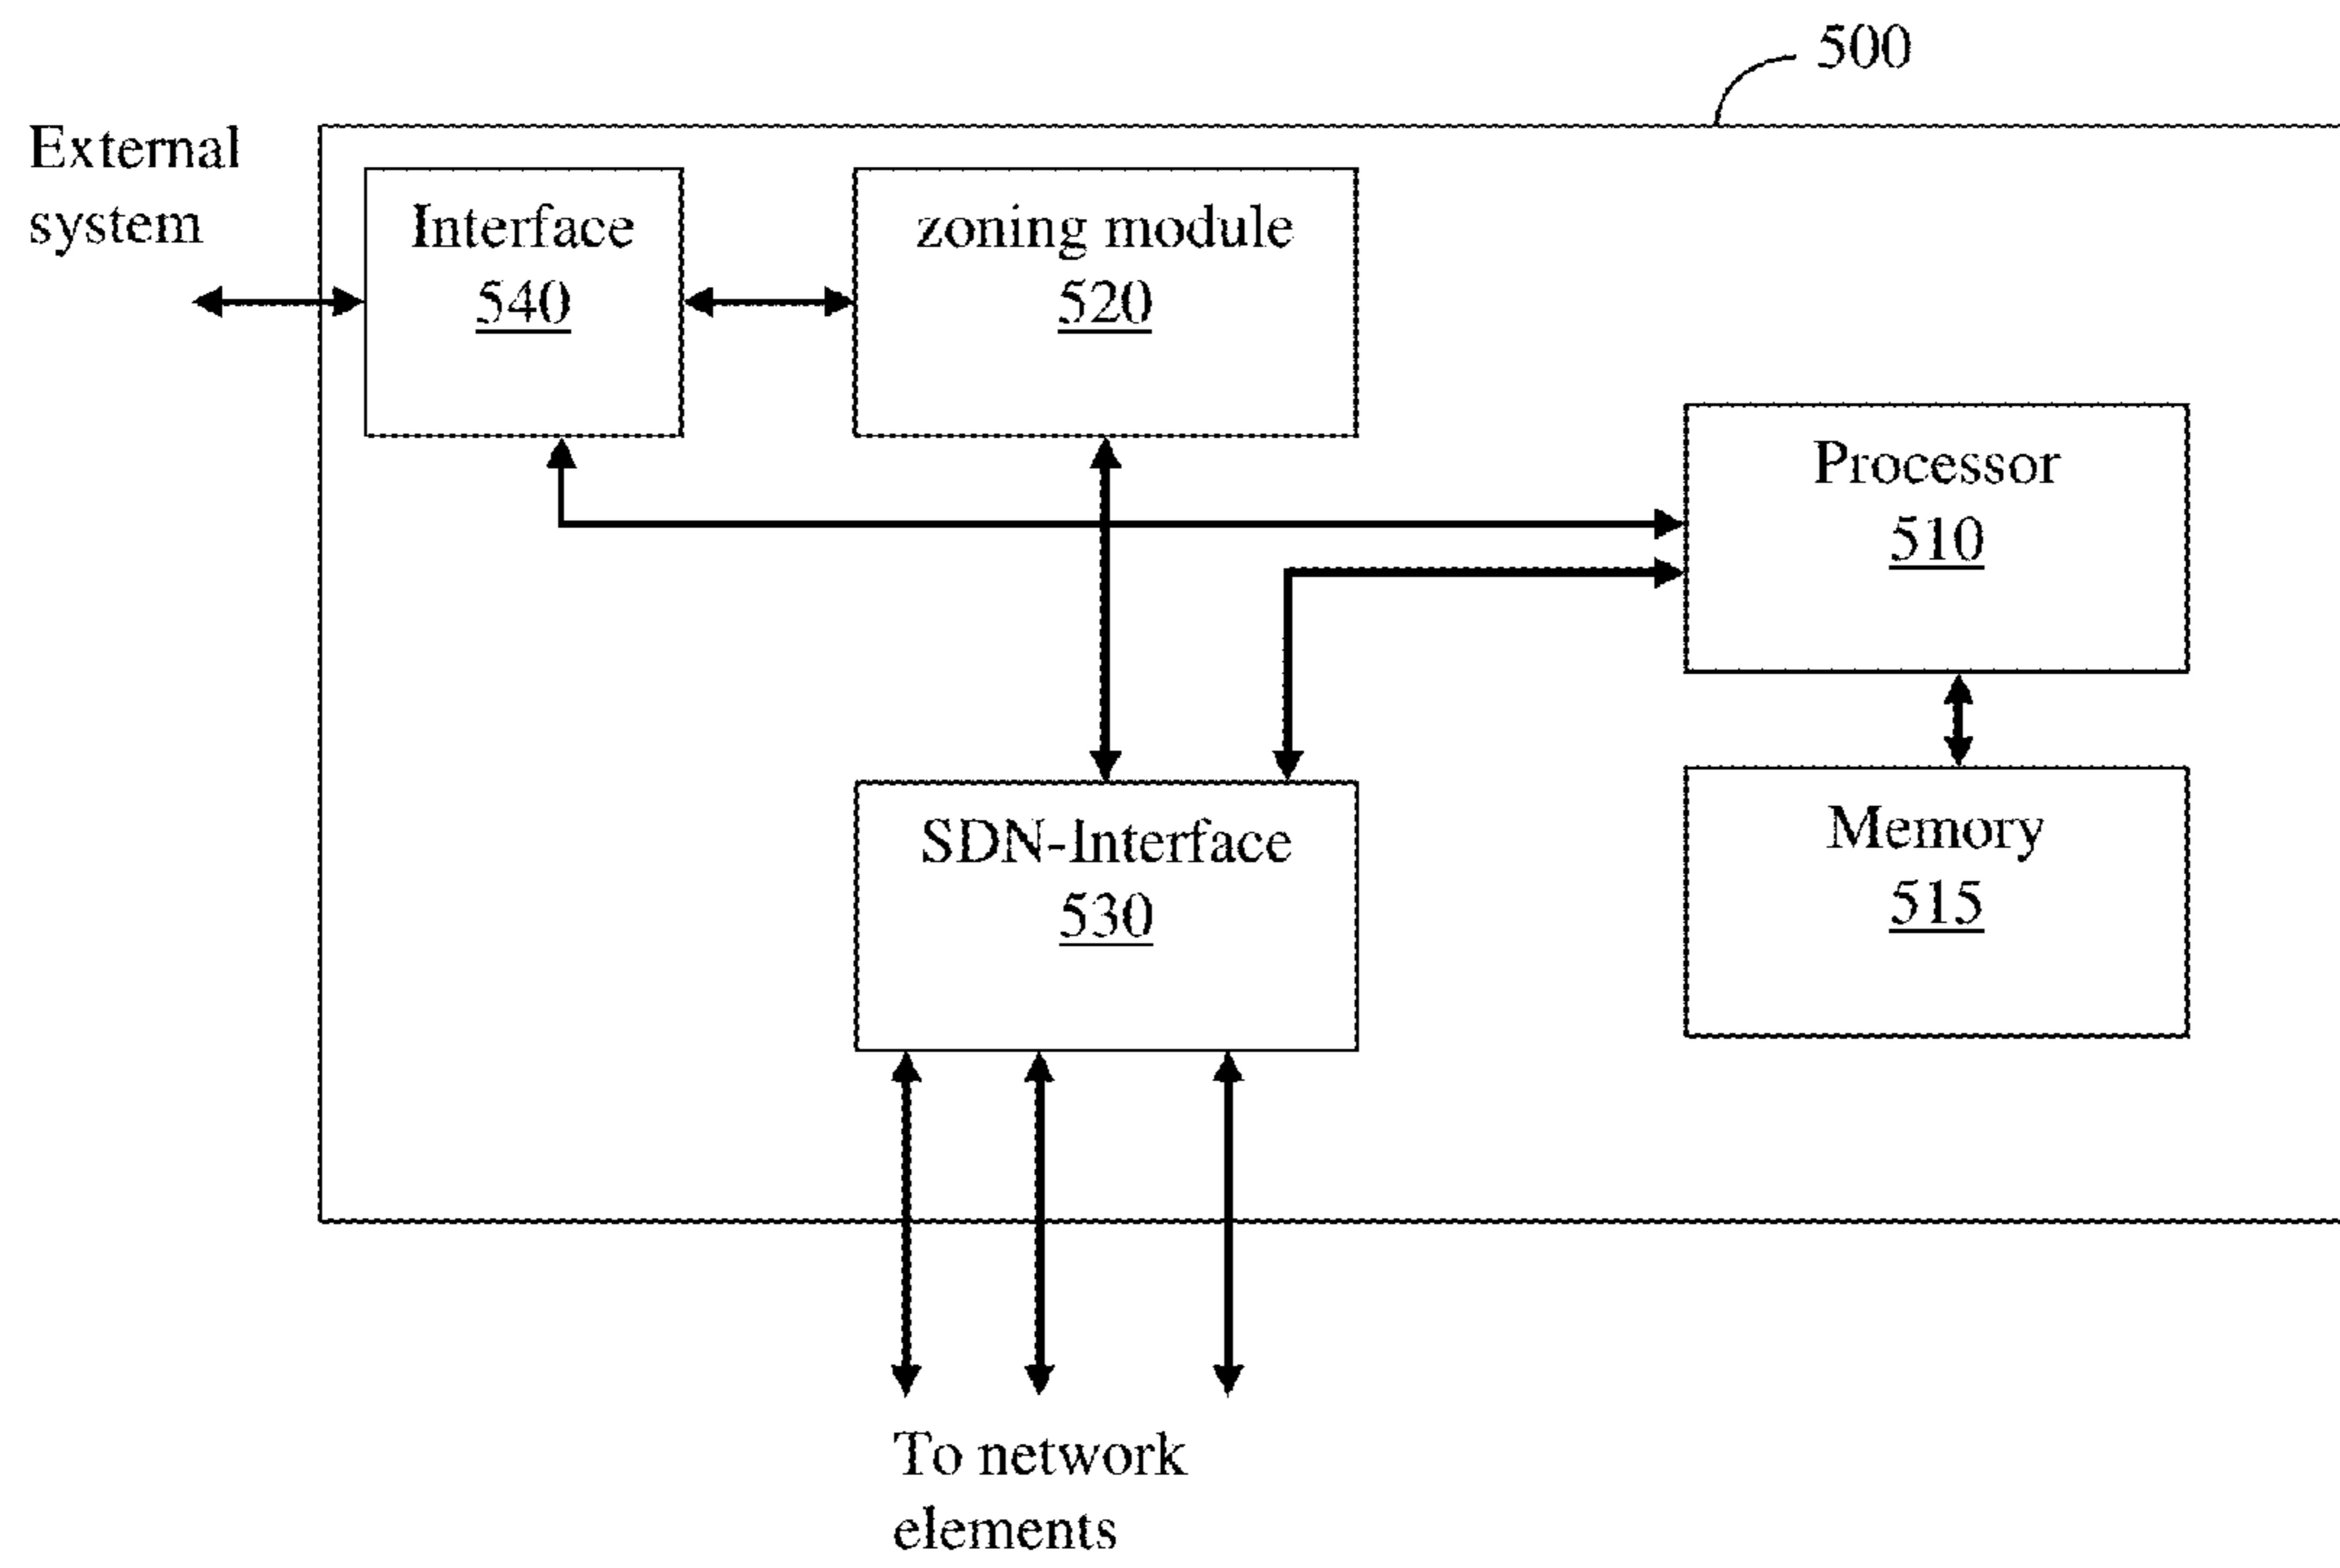 500
External
system
Interface
540
zoning module
520
Processor
510
SDN-Interface
530
Memory
515
To network
elements